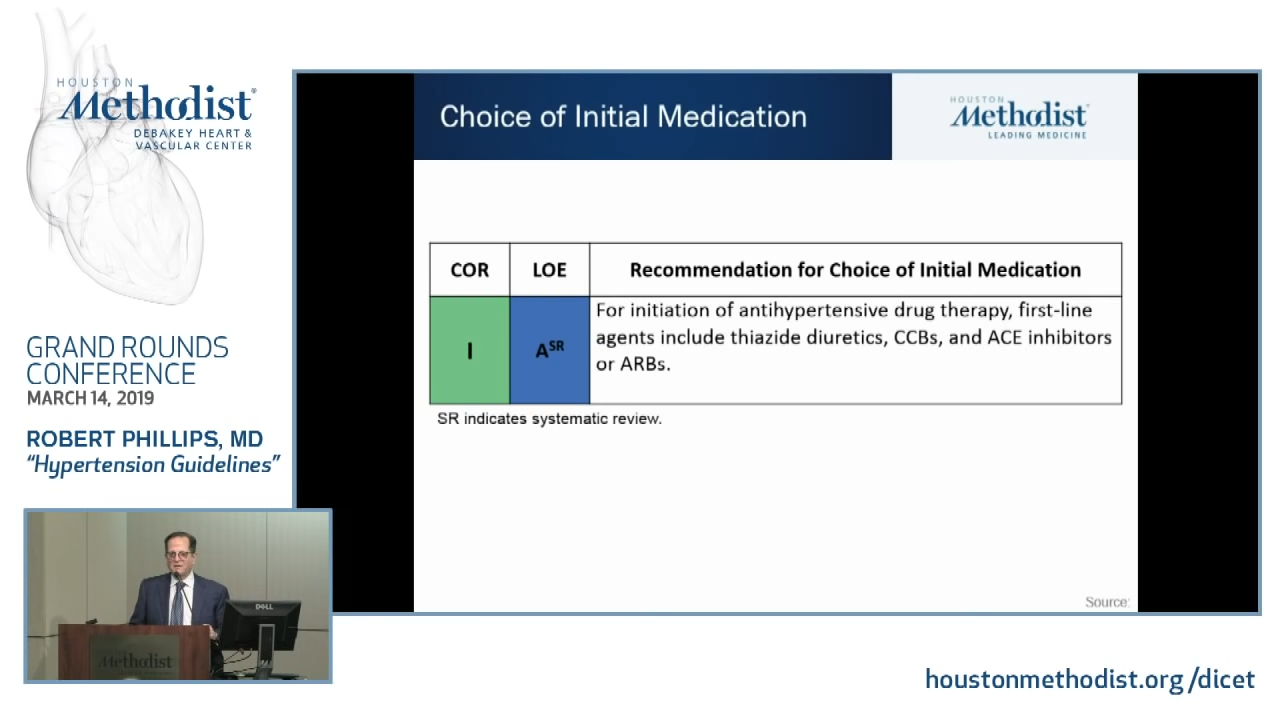 HOUSTON
Methodist®
DEBAKEY HEART &
VASCULAR CENTER
GRAND ROUNDS
CONFERENCE
MARCH 14, 2019
ROBERT PHILLIPS, MD
“Hypertension Guidelines”
Choice of Initial Medication
HOUSTON
Methodist
LEADING MEDICINE
COR LOE Recommendation for Choice of Initial Medication
I A^SR For initiation of antihypertensive drug therapy, first-line
agents include thiazide diuretics, CCBs, and ACE inhibitors
or ARBs.
SR indicates systematic review.
Source:
DELL
Methodist
houstonmethodist.org/dicet